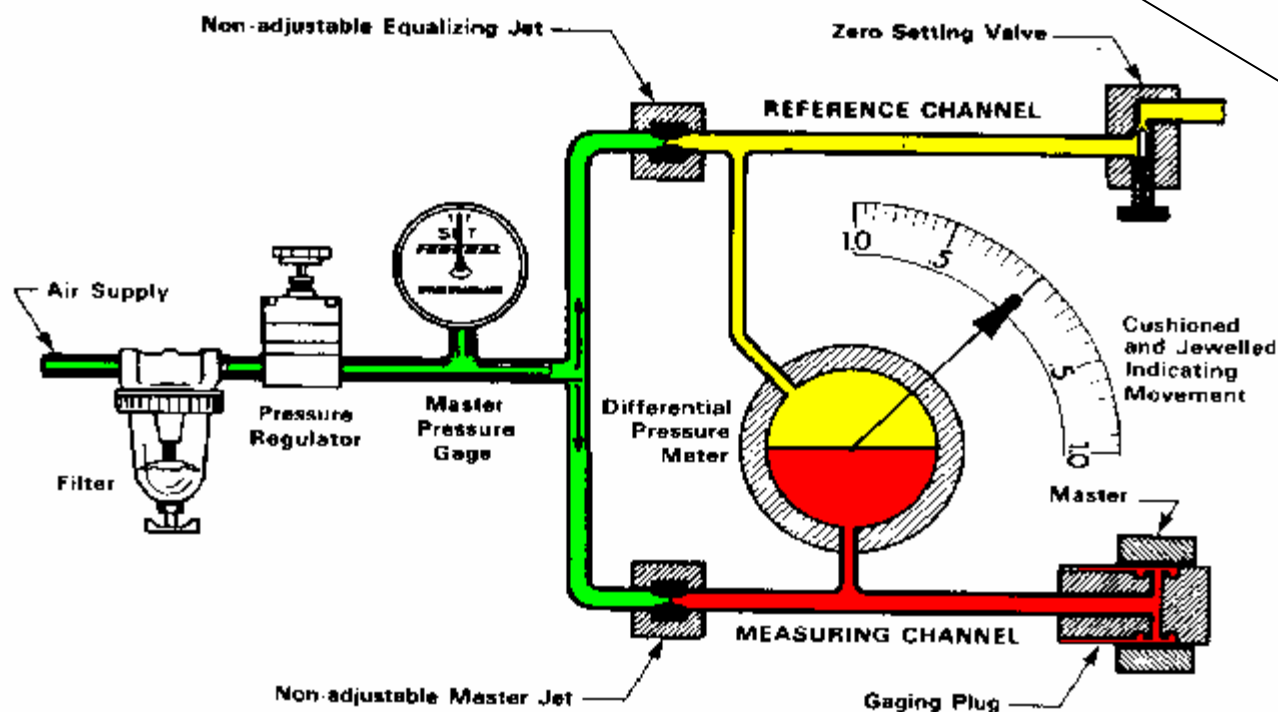 Non-adjustable Equalizing Jet
Zero Setting Valve
REFERENCE CHANNEL
SET
FEDERAL
Air Supply
10
.5
.5
10
Cushioned
and Jewelled
Indicating
Movement
Pressure
Regulator
Master
Pressure
Gage
Differential
Pressure
Meter
Filter
Master
MEASURING CHANNEL
Non-adjustable Master Jet
Gaging Plug